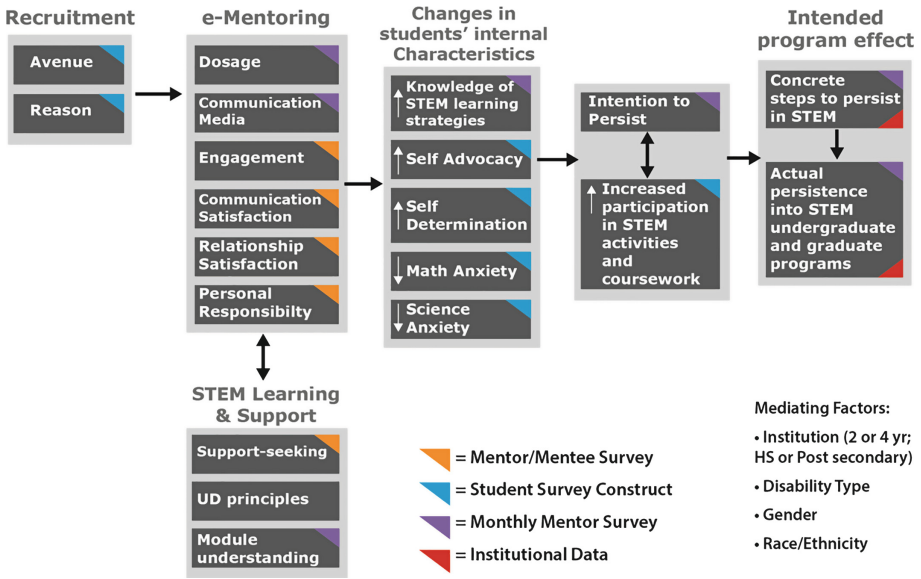 Recruitment
Avenue
Reason
e-Mentoring
Dosage
Communication
Media
Engagement
Communication
Satisfaction
Relationship
Satisfaction
Personal
Responsibilty
STEM Learning
& Support
Support-seeking
UD principles
Module
understanding
Changes in
students’ internal
Characteristics
Knowledge of
STEM learning
strategies
Self Advocacy
Self
Determination
Math Anxiety
Science
Anxiety
Intention to
Persist
Increased
participation
in STEM
activities
and
coursework
Intended
program effect
Concrete
steps to persist
in STEM
Actual
persistence
into STEM
undergraduate
and graduate
programs
= Mentor/Mentee Survey
= Student Survey Construct
= Monthly Mentor Survey
= Institutional Data
Mediating Factors:
• Institution (2 or 4 yr;
HS or Post secondary)
• Disability Type
• Gender
• Race/Ethnicity